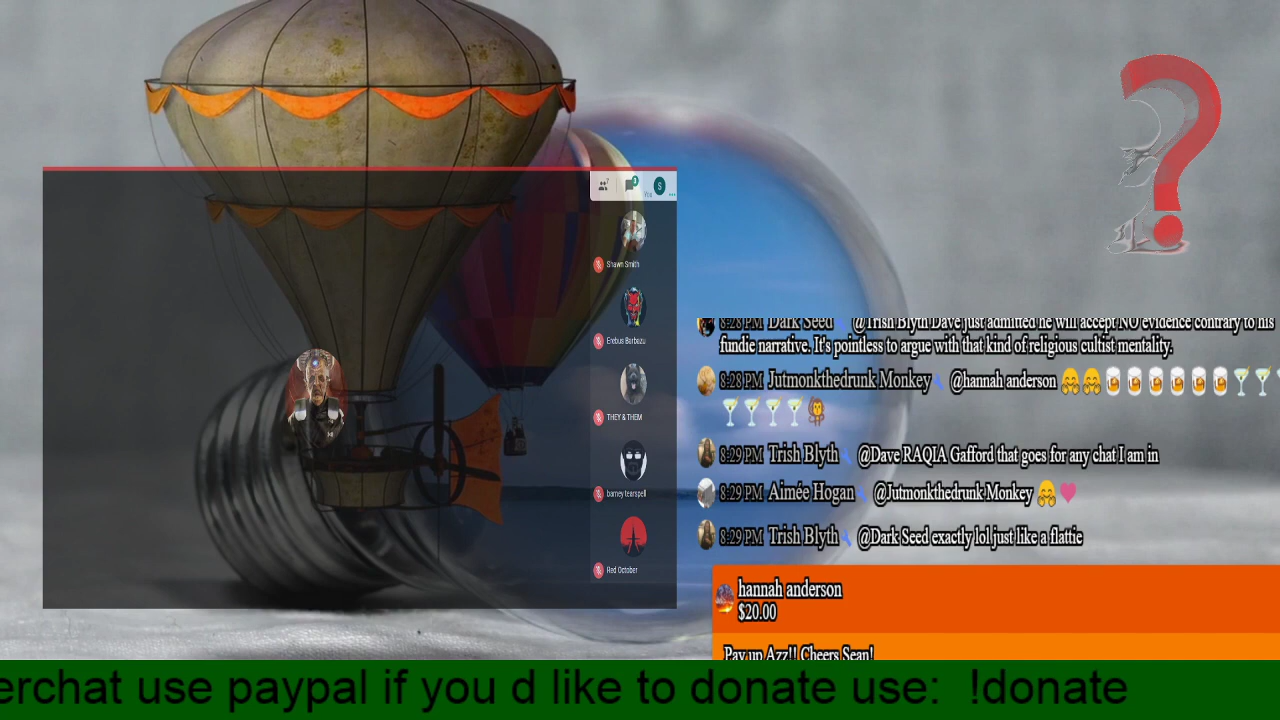 7
3
S
You
Shawn Smith
Erebus Barbazu
THEY & THEM
barney tearspell
Red October
8:28 PM Dark Seed @Trish Blyth Dave just admitted he will accept NO evidence contrary to his
fundie narrative. It's pointless to argue with that kind of religious cultist mentality.
8:28 PM Jutmonkthedrunk Monkey @hannah anderson 🤗🤗🍺🍺🍺🍺🍺🍺🍸🍸🍸
🍸🍸🍸🍸🐒
8:29 PM Trish Blyth @Dave RAQIA Gafford that goes for any chat I am in
8:29 PM Aimée Hogan @Jutmonkthedrunk Monkey 🤗💗
8:29 PM Trish Blyth @Dark Seed exactly lol just like a flattie
hannah anderson
$20.00
Pay up Azz!! Cheers Sean!
erchat use paypal if you d like to donate use: !donate